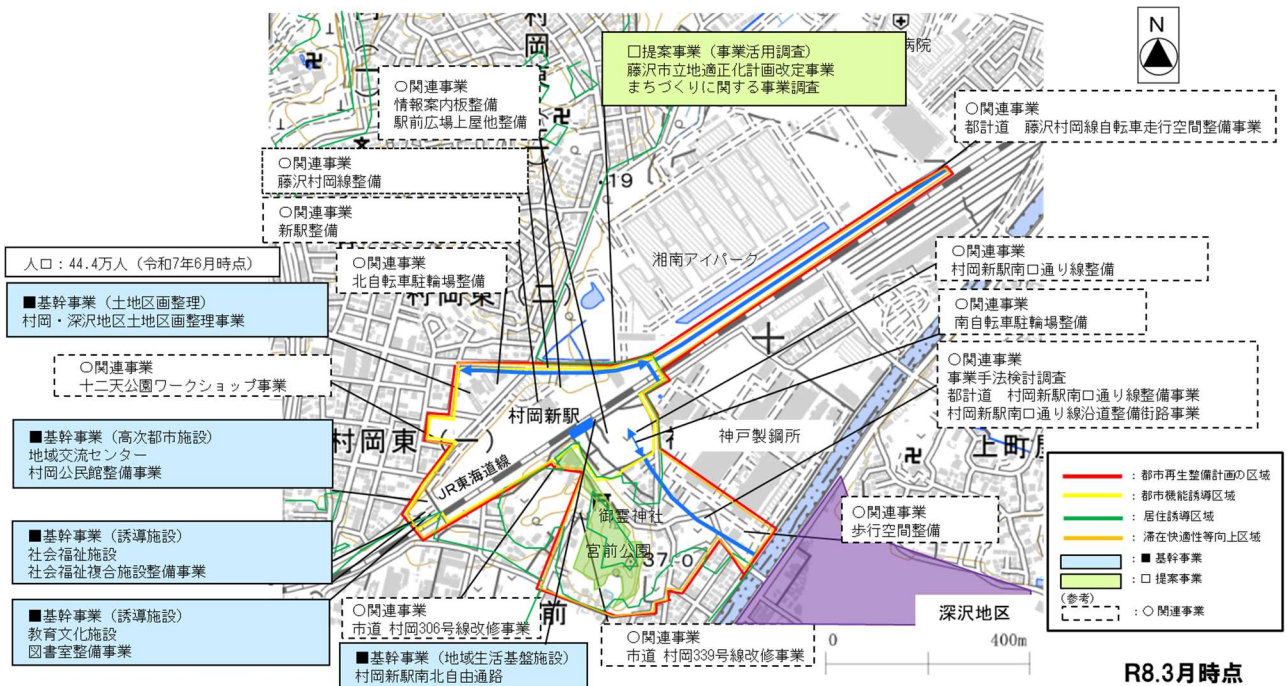 N
□提案事業（事業活用調査）
藤沢市立地適正化計画改定事業
まちづくりに関する事業調査
病院
○関連事業
情報案内板整備
駅前広場上屋他整備
○関連事業
都計道　藤沢村岡線自転車走行空間整備事業
○関連事業
藤沢村岡線整備
19
○関連事業
新駅整備
人口：44.4万人（令和7年6月時点）
○関連事業
北自転車駐輪場整備
湘南アイパーク
○関連事業
村岡新駅南口通り線整備
■基幹事業（土地区画整理）
村岡・深沢地区土地区画整理事業
村岡東（二）
○関連事業
南自転車駐輪場整備
○関連事業
十二天公園ワークショップ事業
○関連事業
事業手法検討調査
都計道　村岡新駅南口通り線整備事業
村岡新駅南口通り線沿道整備街路事業
村岡新駅
神戸製鋼所
村岡東（一）
上町屋
■基幹事業（高次都市施設）
地域交流センター
村岡公民館整備事業
JR東海道線
御霊神社
宮前公園
37.0
○関連事業
歩行空間整備
■基幹事業（誘導施設）
社会福祉施設
社会福祉複合施設整備事業
■基幹事業（誘導施設）
教育文化施設
図書室整備事業
○関連事業
市道 村岡306号線改修事業
前
■基幹事業（地域生活基盤施設）
村岡新駅南北自由通路
○関連事業
市道 村岡339号線改修事業
深沢地区
0 400m
：都市再生整備計画の区域
：都市機能誘導区域
：居住誘導区域
：滞在快適性等向上区域
：■ 基幹事業
：□ 提案事業
(参考)
：○ 関連事業
R8.3月時点